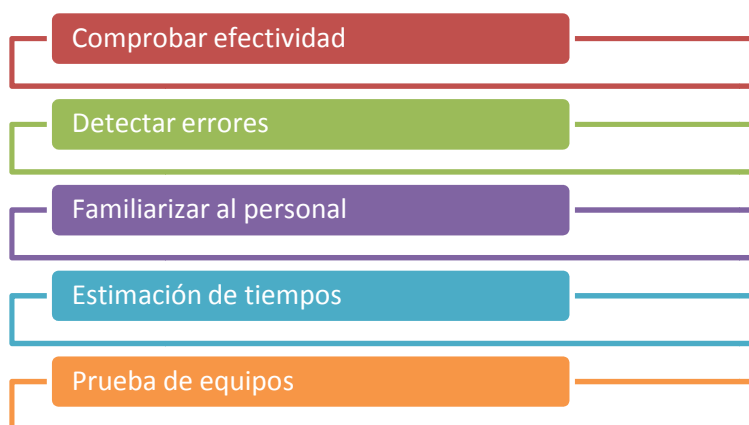 Comprobar efectividad
Detectar errores
Familiarizar al personal
Estimación de tiempos
Prueba de equipos